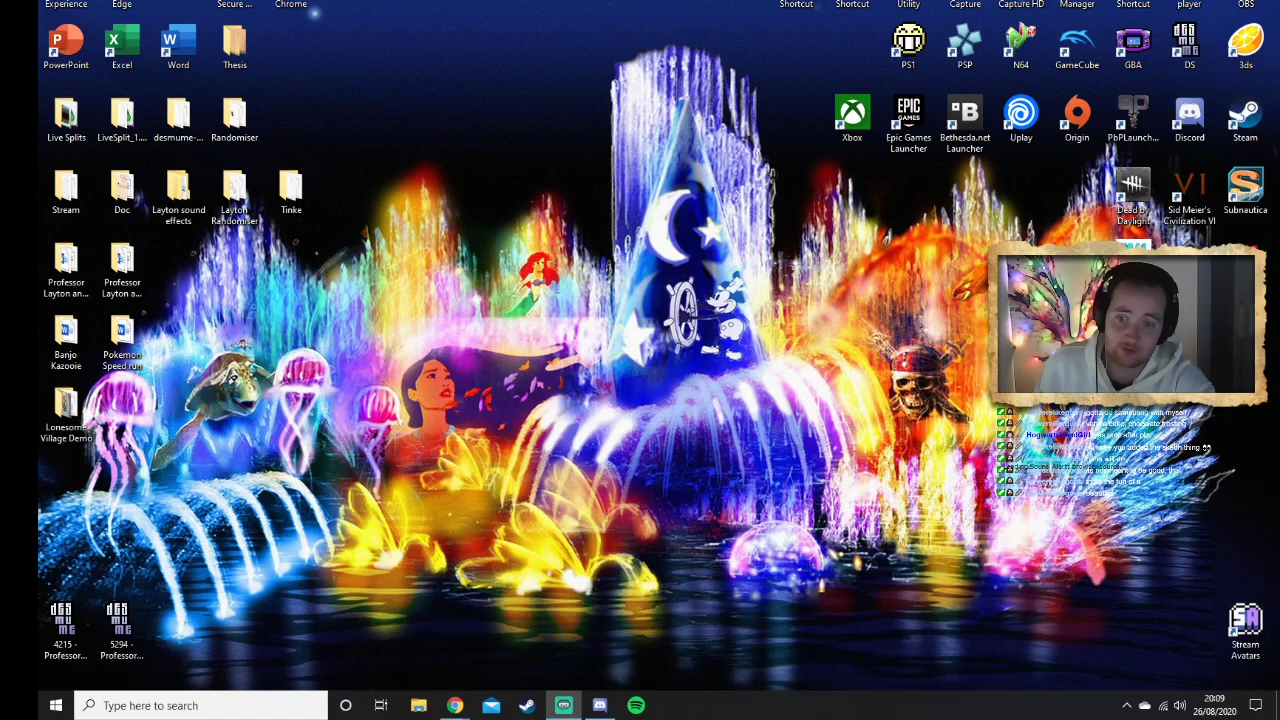 Experience
Edge
Secure ...
Chrome
Shortcut
Shortcut
Utility
Capture
Capture HD
Manager
Shortcut
player
OBS
PowerPoint
Excel
Word
Thesis
PS1
PSP
N64
GameCube
GBA
DS
3ds
Live Splits
LiveSplit_1....
desmume-...
Randomiser
Xbox
Epic Games
Launcher
Bethesda.net
Launcher
Uplay
Origin
PbPLaunch...
Discord
Steam
Stream
Doc
Layton sound
effects
Layton
Randomiser
Tinke
Dead by
Daylight
Sid Meier's
Civilization VI
Subnautica
Professor
Layton an...
Professor
Layton a...
Banjo
Kazooie
Pokemon
Speed run
Lonesome
Village Demo
4215 -
Professor...
5294 -
Professor...
Stream
Avatars
Type here to search
20:09
26/08/2020